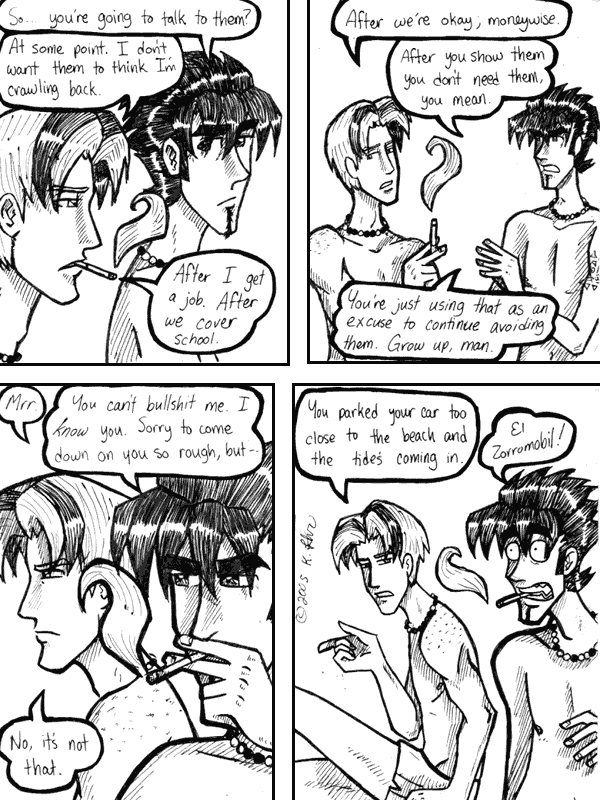 So... you're going to talk to them?
At some point. I don't
want them to think I'm
crawling back.
After I get
a job. After
we cover
school.
After we're okay, moneywise.
After you show them
you don't need them,
you mean.
You're just using that as an
excuse to continue avoiding
them. Grow up, man.
Mrr.
You can't bullshit me. I
know you. Sorry to come
down on you so rough, but--
No, it's not
that.
You parked your car too
close to the beach and
the tide's coming in.
El
Zorromobil!
©2005 K.